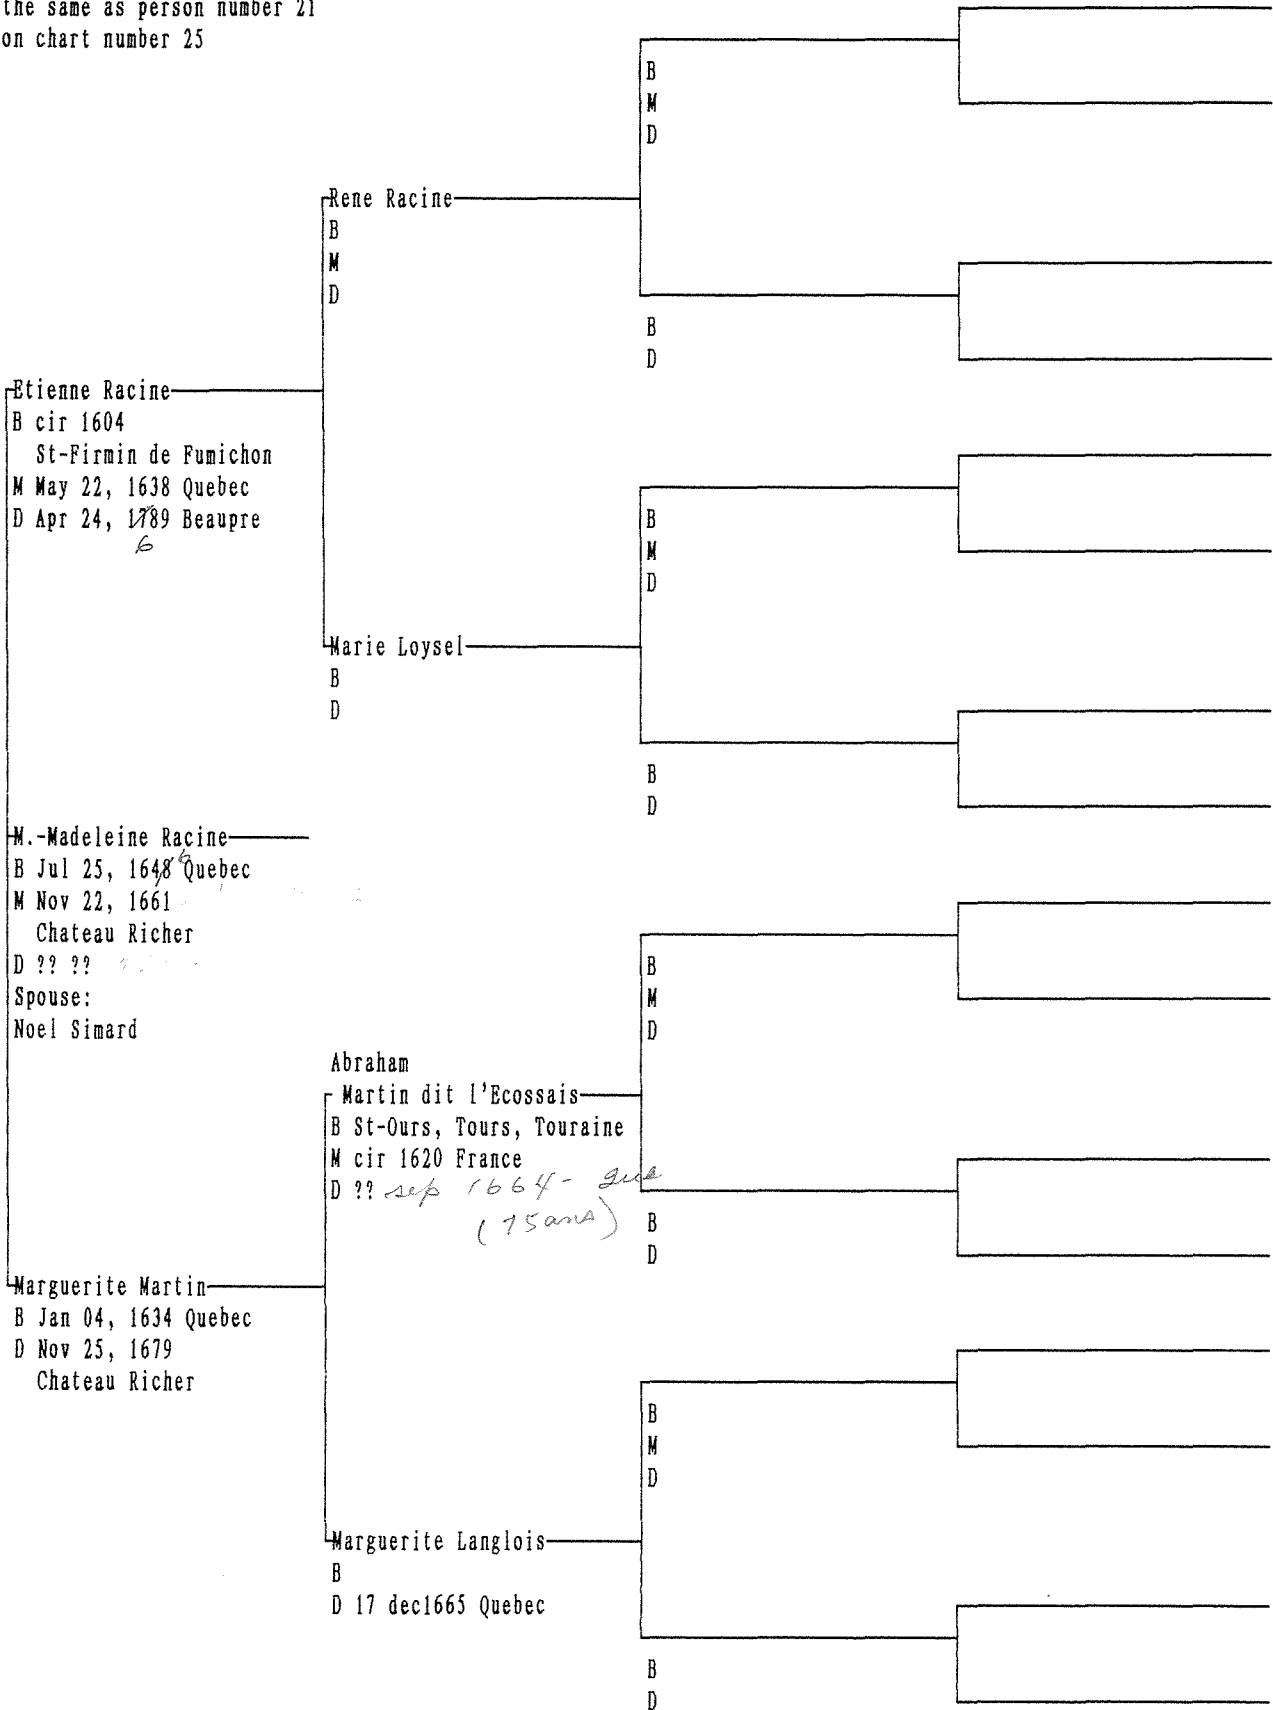 the same as person number 21
on chart number 25
B
M
D
Rene Racine
B
M
D
B
D
Etienne Racine
B cir 1604
St-Firmin de Fumichon
M May 22, 1638 Quebec
D Apr 24, 1789 Beaupre
6
B
M
D
Marie Loysel
B
D
B
D
M.-Madeleine Racine
B Jul 25, 1648 6 Quebec
M Nov 22, 1661
Chateau Richer
D ?? ??
Spouse:
Noel Simard
B
M
D
Abraham
Martin dit l'Ecossais
B St-Ours, Tours, Touraine
M cir 1620 France
D ?? sep 1664 - que
(75 ans)
B
D
Marguerite Martin
B Jan 04, 1634 Quebec
D Nov 25, 1679
Chateau Richer
B
M
D
Marguerite Langlois
B
D 17 dec1665 Quebec
B
D